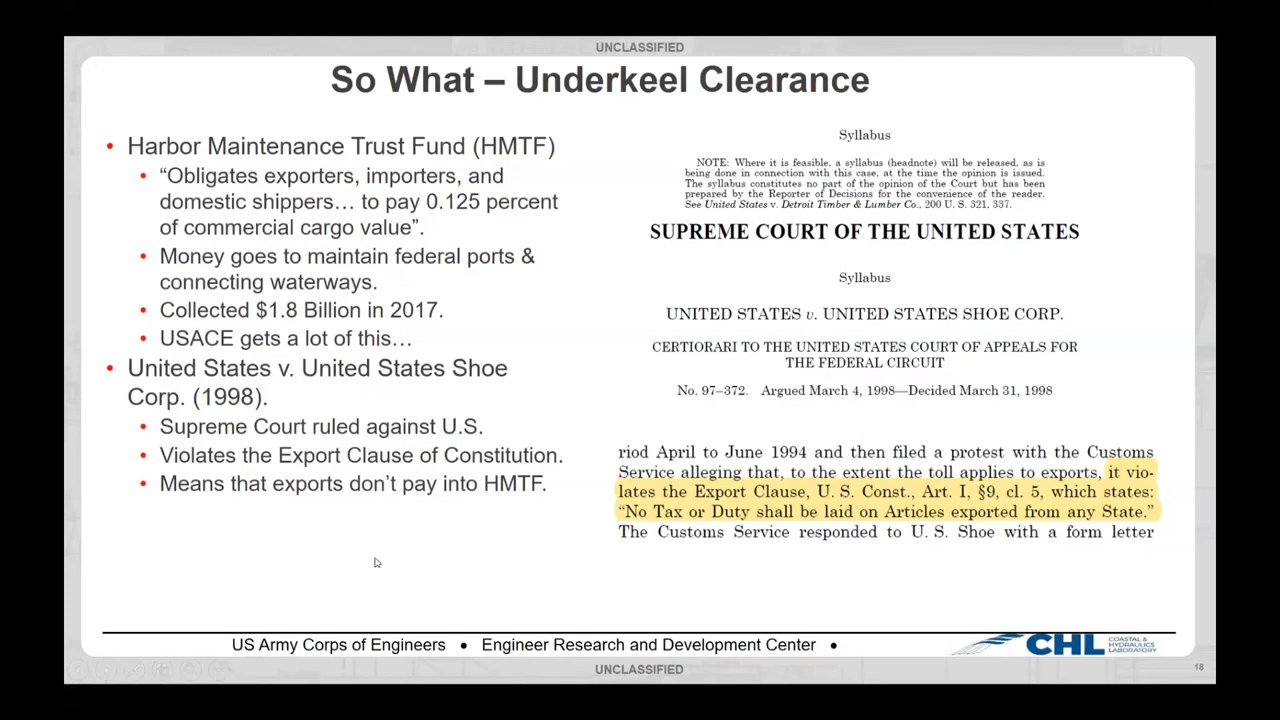 UNCLASSIFIED
So What – Underkeel Clearance
• Harbor Maintenance Trust Fund (HMTF)
• “Obligates exporters, importers, and
domestic shippers… to pay 0.125 percent
of commercial cargo value”.
• Money goes to maintain federal ports &
connecting waterways.
• Collected $1.8 Billion in 2017.
• USACE gets a lot of this…
• United States v. United States Shoe
Corp. (1998).
• Supreme Court ruled against U.S.
• Violates the Export Clause of Constitution.
• Means that exports don’t pay into HMTF.
Syllabus
NOTE: Where it is feasible, a syllabus (headnote) will be released, as is
being done in connection with this case, at the time the opinion is issued.
The syllabus constitutes no part of the opinion of the Court but has been
prepared by the Reporter of Decisions for the convenience of the reader.
See United States v. Detroit Timber & Lumber Co., 200 U. S. 321, 337.
SUPREME COURT OF THE UNITED STATES
Syllabus
UNITED STATES v. UNITED STATES SHOE CORP.
CERTIORARI TO THE UNITED STATES COURT OF APPEALS FOR
THE FEDERAL CIRCUIT
No. 97–372. Argued March 4, 1998—Decided March 31, 1998
riod April to June 1994 and then filed a protest with the Customs
Service alleging that, to the extent the toll applies to exports, it vio-
lates the Export Clause, U. S. Const., Art. I, §9, cl. 5, which states:
“No Tax or Duty shall be laid on Articles exported from any State.”
The Customs Service responded to U. S. Shoe with a form letter
US Army Corps of Engineers • Engineer Research and Development Center •
CHL COASTAL &
HYDRAULICS
LABORATORY
UNCLASSIFIED
18